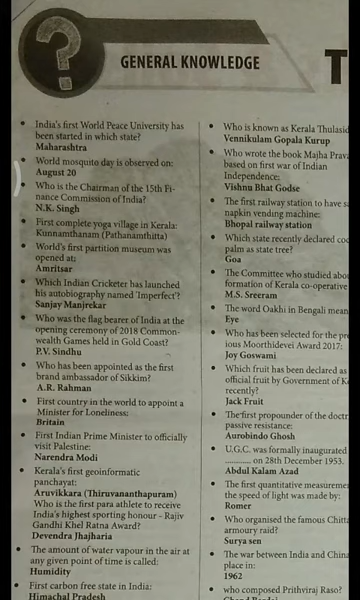 ?
GENERAL KNOWLEDGE
T
• India's first World Peace University has
been started in which state?
Maharashtra
• World mosquito day is observed on:
August 20
• Who is the Chairman of the 15th Fi-
nance Commission of India?
N.K. Singh
• First complete yoga village in Kerala:
Kunnamthanam (Pathanamthitta)
• World's first partition museum was
opened at:
Amritsar
• Which Indian Cricketer has launched
his autobiography named 'Imperfect'?
Sanjay Manjrekar
• Who was the flag bearer of India at the
opening ceremony of 2018 Common-
wealth Games held in Gold Coast?
P.V. Sindhu
• Who has been appointed as the first
brand ambassador of Sikkim?
A.R. Rahman
• First country in the world to appoint a
Minister for Loneliness:
Britain
• First Indian Prime Minister to officially
visit Palestine:
Narendra Modi
• Kerala's first geoinformatic
panchayat:
Aruvikkara (Thiruvananthapuram)
Who is the first para athlete to receive
India's highest sporting honour – Rajiv
Gandhi Khel Ratna Award?
Devendra Jhajharia
• The amount of water vapour in the air at
any given point of time is called:
Humidity
• First carbon free state in India:
Himachal Pradesh
• Who is known as Kerala Thulasid
Vennikulam Gopala Kurup
• Who wrote the book Majha Prava
based on first war of Indian
Independence:
Vishnu Bhat Godse
• The first railway station to have sa
napkin vending machine:
Bhopal railway station
• Which state recently declared coc
palm as state tree?
Goa
• The Committee who studied abou
formation of Kerala co-operative
M.S. Sreeram
• The word Oakhi in Bengali mean
Eye
• Who has been selected for the pre
ious Moorthidevei Award 2017:
Joy Goswami
• Which fruit has been declared as
official fruit by Government of Ke
recently?
Jack Fruit
• The first propounder of the doctr
passive resistance:
Aurobindo Ghosh
• U.G.C. was formally inaugurated
............ on 28th December 1953.
Abdul Kalam Azad
• The first quantitative measuremen
the speed of light was made by:
Romer
• Who organised the famous Chitta
armoury raid?
Surya sen
• The war between India and China
place in:
1962
• who composed Prithviraj Raso?